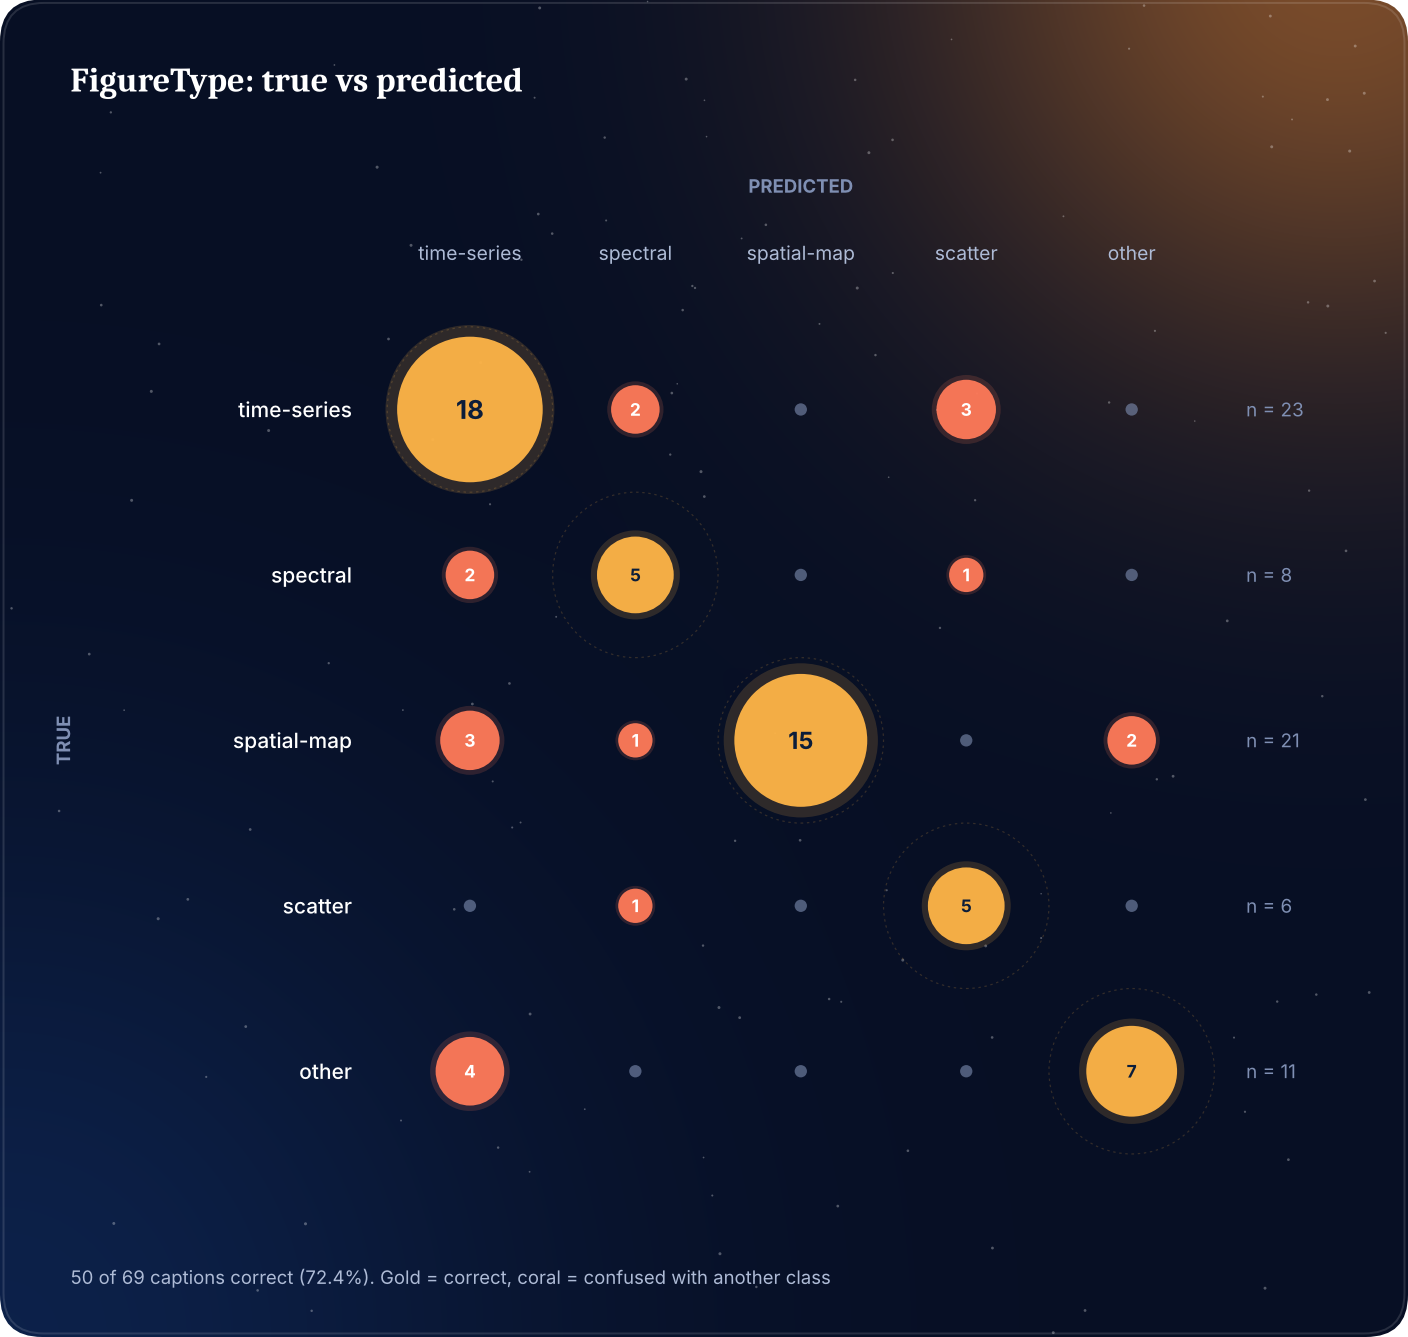 FigureType: true vs predicted
PREDICTED
time-series spectral spatial-map scatter other
time-series 18 2 3 n = 23
spectral 2 5 1 n = 8
TRUE
spatial-map 3 1 15 2 n = 21
scatter 1 5 n = 6
other 4 7 n = 11
50 of 69 captions correct (72.4%). Gold = correct, coral = confused with another class